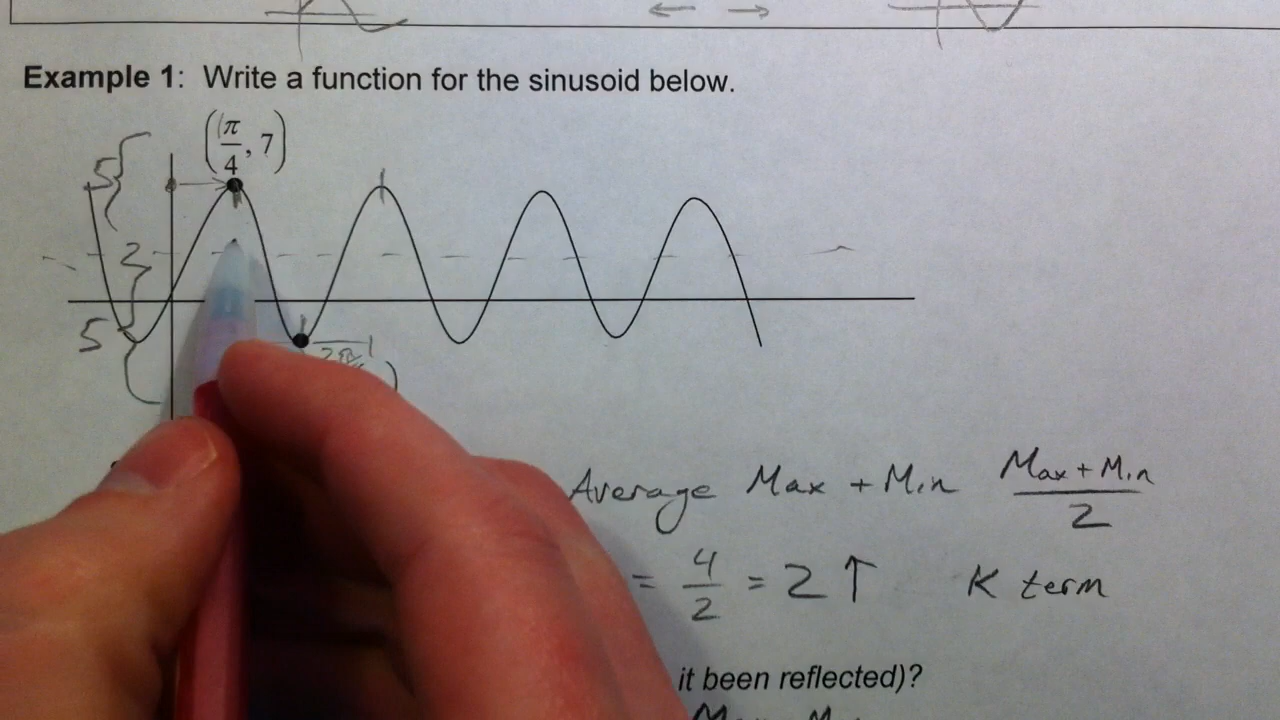 Example 1: Write a function for the sinusoid below.
(π/4, 7)
5
2
5
Average Max + Min Max + Min / 2
= 4/2 = 2 ↑ K term
it been reflected)?